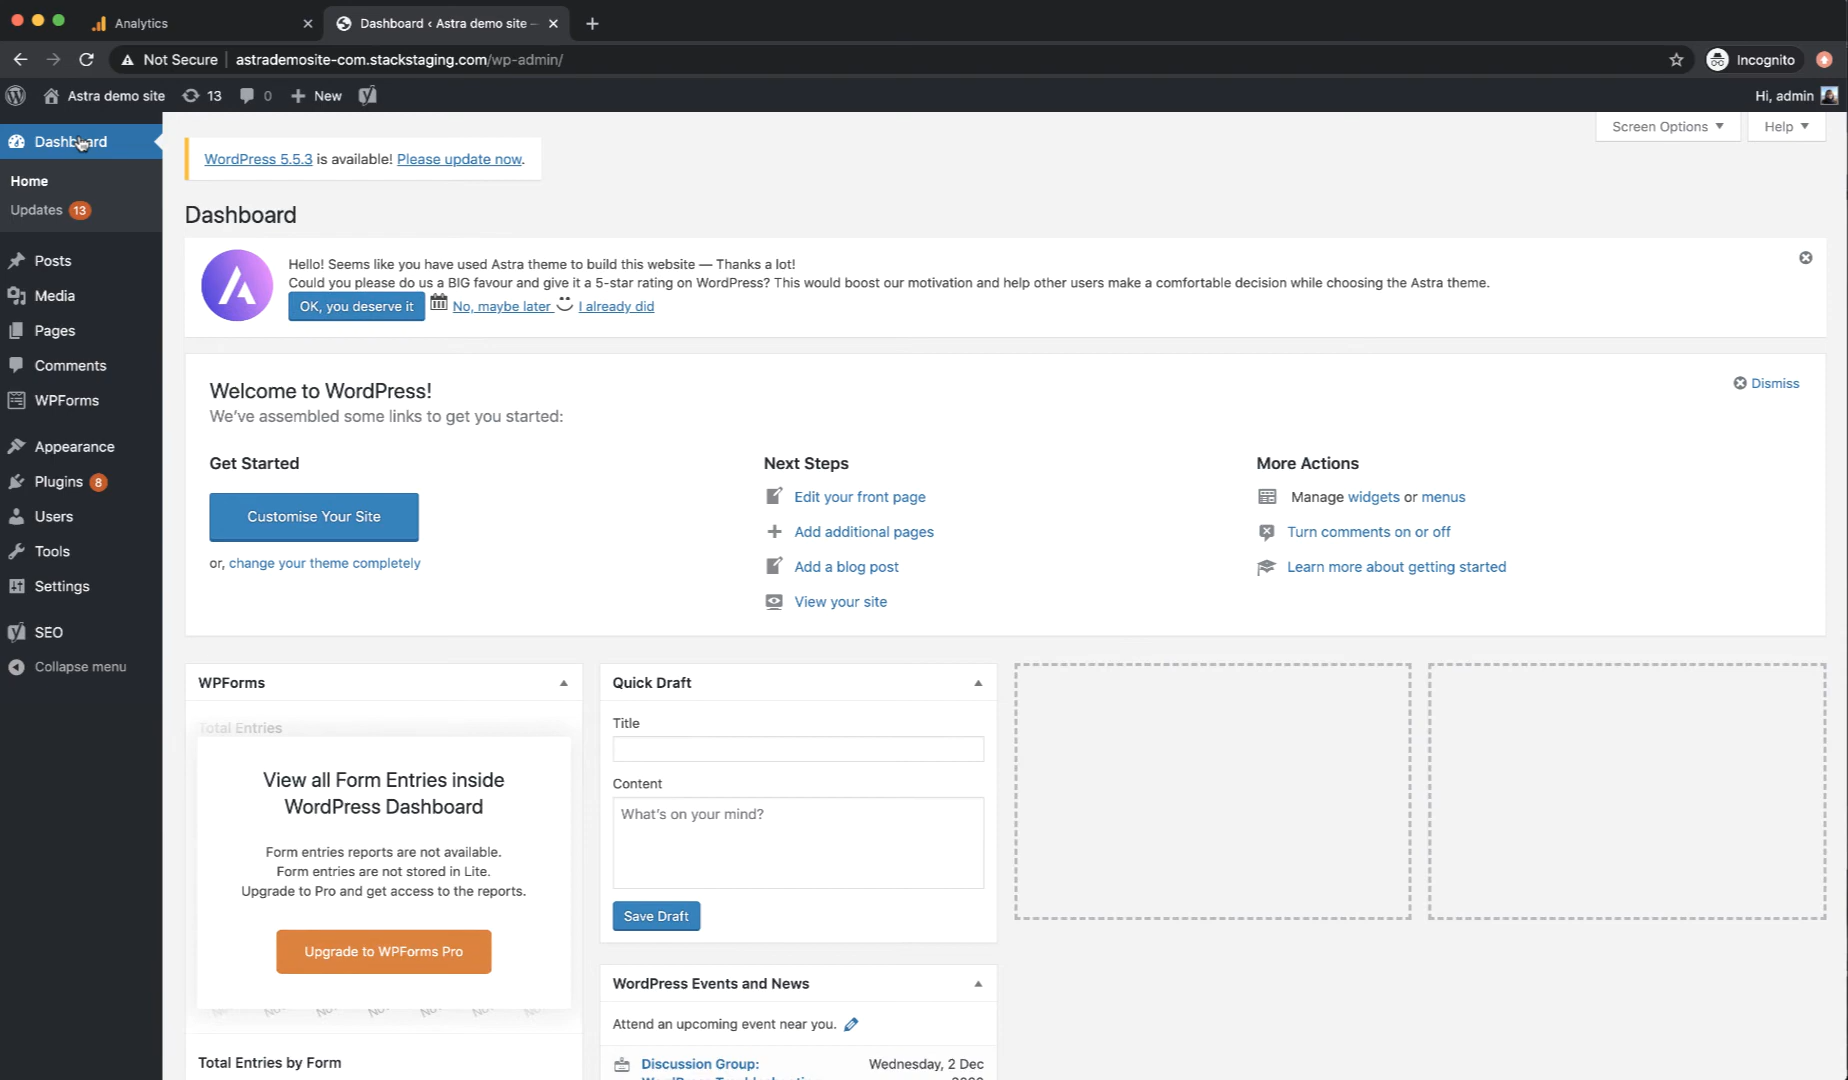 Analytics
Dashboard ‹ Astra demo site –
Not Secure
astrademosite-com.stackstaging.com/wp-admin/
Incognito
Astra demo site
13
0
New
Hi, admin
Dashboard
Home
Updates 13
Posts
Media
Pages
Comments
WPForms
Appearance
Plugins 8
Users
Tools
Settings
SEO
Collapse menu
Screen Options
Help
WordPress 5.5.3 is available! Please update now.
Dashboard
Hello! Seems like you have used Astra theme to build this website — Thanks a lot!
Could you please do us a BIG favour and give it a 5-star rating on WordPress? This would boost our motivation and help other users make a comfortable decision while choosing the Astra theme.
OK, you deserve it No, maybe later I already did
Welcome to WordPress!
Dismiss
We've assembled some links to get you started:
Get Started
Customise Your Site
or, change your theme completely
Next Steps
Edit your front page
Add additional pages
Add a blog post
View your site
More Actions
Manage widgets or menus
Turn comments on or off
Learn more about getting started
WPForms
Total Entries
View all Form Entries inside
WordPress Dashboard
Form entries reports are not available.
Form entries are not stored in Lite.
Upgrade to Pro and get access to the reports.
Upgrade to WPForms Pro
Total Entries by Form
Quick Draft
Title
Content
What's on your mind?
Save Draft
WordPress Events and News
Attend an upcoming event near you.
Discussion Group:
Wednesday, 2 Dec